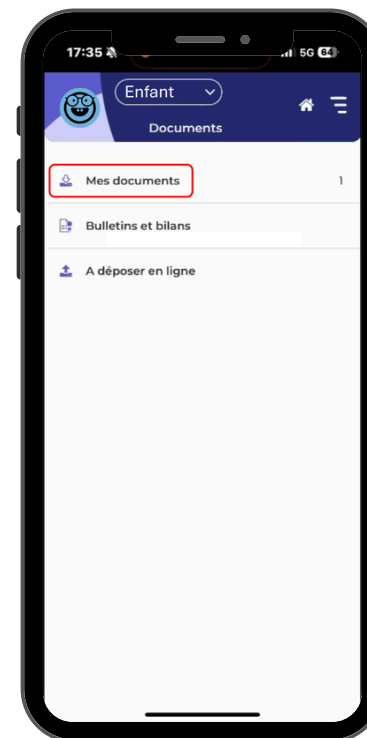 17:35 5G 64
Enfant
Documents
Mes documents 1
Bulletins et bilans
A déposer en ligne